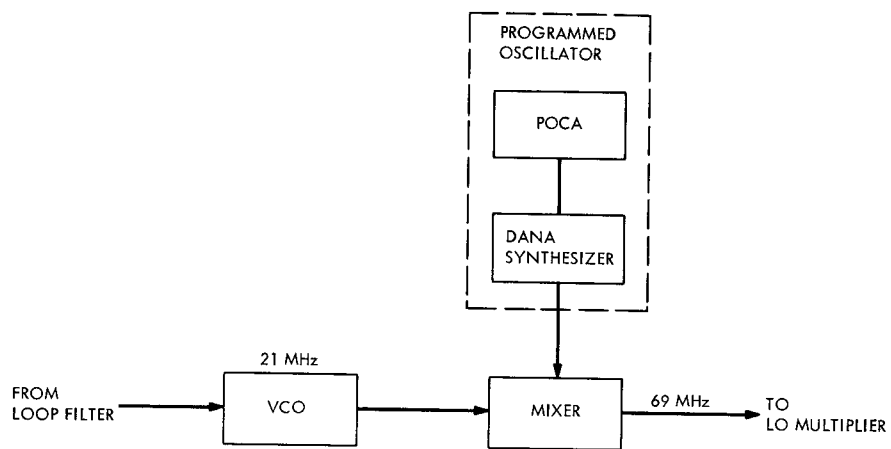 PROGRAMMED
OSCILLATOR
POCA
DANA
SYNTHESIZER
21 MHz
FROM
LOOP FILTER
VCO
MIXER
69 MHz
TO
LO MULTIPLIER